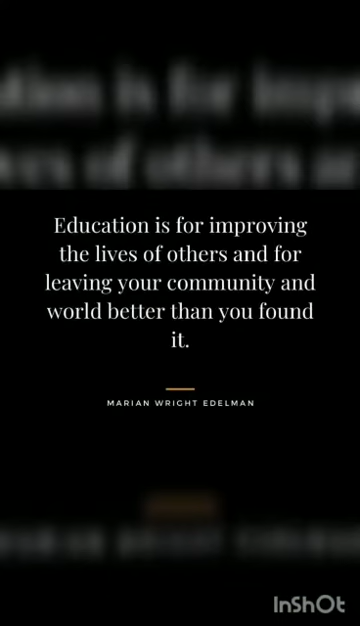 Education is for improving
the lives of others and for
leaving your community and
world better than you found
it.
MARIAN WRIGHT EDELMAN
InShOt